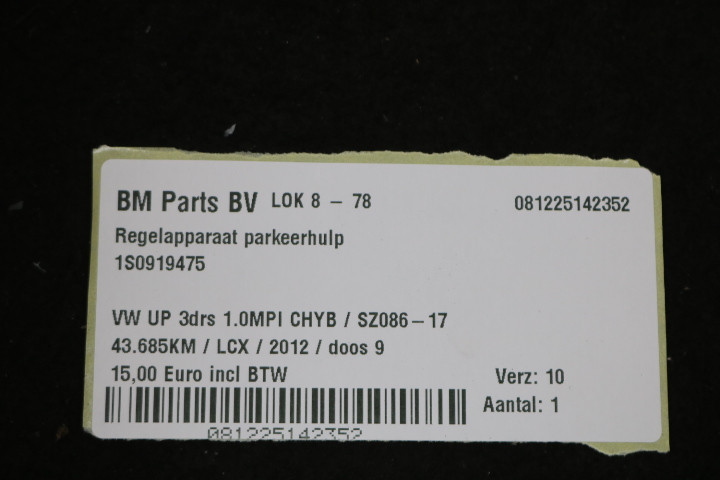 BM Parts BV LOK 8 - 78 081225142352
Regelapparaat parkeerhulp
1S0919475
VW UP 3drs 1.0MPI CHYB / SZ086-17
43.685KM / LCX / 2012 / doos 9
15,00 Euro incl BTW Verz: 10
Aantal: 1
081225142352